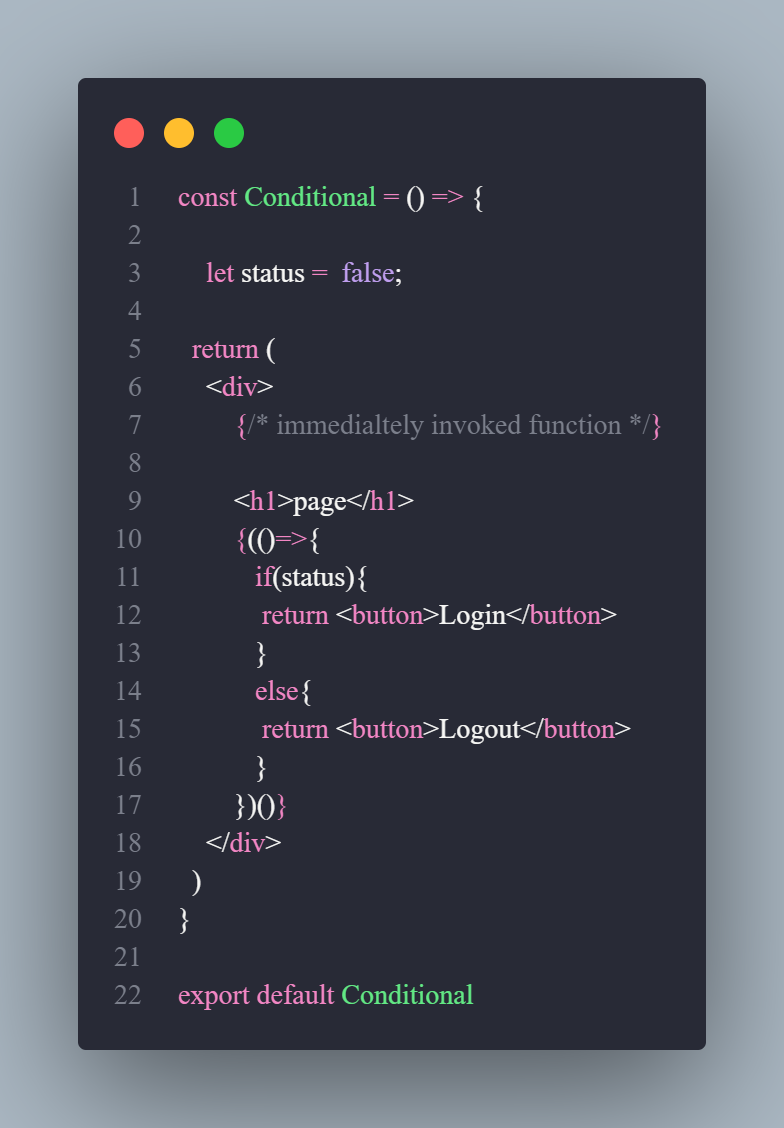 1 const Conditional = () => {
2
3 let status =  false;
4
5 return (
6 <div>
7 {/* immedialtely invoked function */}
8
9 <h1>page</h1>
10 {(()=>{
11 if(status){
12 return <button>Login</button>
13 }
14 else{
15 return <button>Logout</button>
16 }
17 })()}
18 </div>
19 )
20 }
21
22 export default Conditional